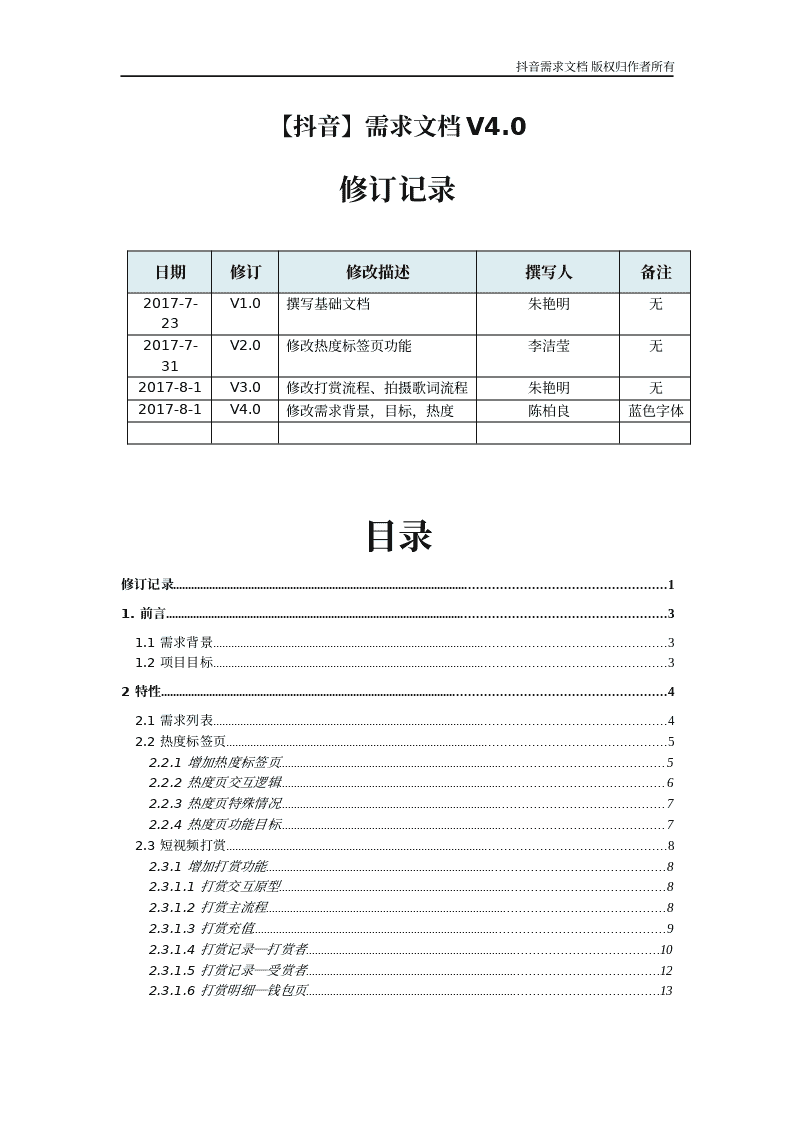 抖音需求文档 版权归作者所有
【抖音】需求文档 V4.0
修订记录
日期 修订 修改描述 撰写人 备注
2017-7- V1.0 撰写基础文档 朱艳明 无
23
2017-7- V2.0 修改热度标签页功能 李洁莹 无
31
2017-8-1 V3.0 修改打赏流程、拍摄歌词流程 朱艳明 无
2017-8-1 V4.0 修改需求背景，目标，热度 陈柏良 蓝色字体
目录
修订记录 1
1. 前言 3
1.1 需求背景 3
1.2 项目目标 3
2 特性 4
2.1 需求列表 4
2.2 热度标签页 5
2.2.1 增加热度标签页 5
2.2.2 热度页交互逻辑 6
2.2.3 热度页特殊情况 7
2.2.4 热度页功能目标 7
2.3 短视频打赏 8
2.3.1 增加打赏功能 8
2.3.1.1 打赏交互原型 8
2.3.1.2 打赏主流程 8
2.3.1.3 打赏充值 9
2.3.1.4 打赏记录—打赏者 10
2.3.1.5 打赏记录—受赏者 12
2.3.1.6 打赏明细—钱包页 13